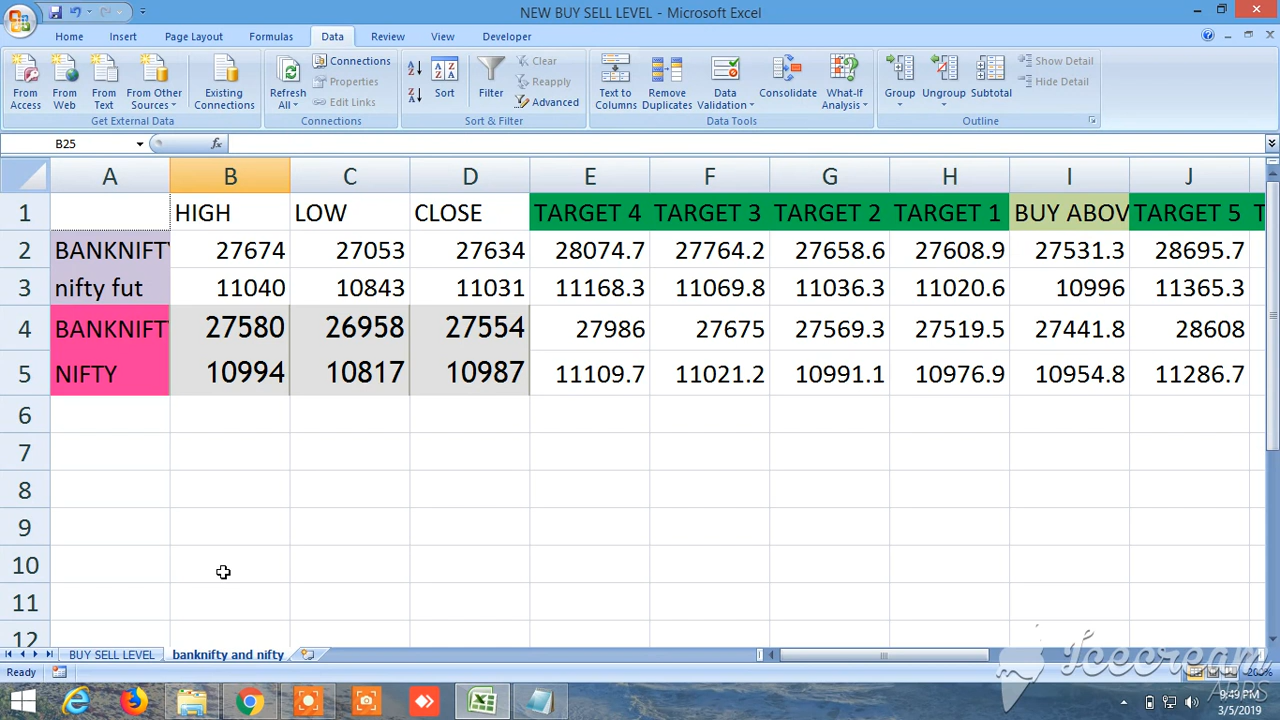 NEW BUY SELL LEVEL - Microsoft Excel
Home Insert Page Layout Formulas Data Review View Developer
From Access From Web From Text From Other Sources Existing Connections Refresh All Connections Properties Edit Links Sort Filter Clear Reapply Advanced Text to Columns Remove Duplicates Data Validation Consolidate What-If Analysis Group Ungroup Subtotal Show Detail Hide Detail
Get External Data Connections Sort & Filter Data Tools Outline
B25 fx
A B C D E F G H I J
1 HIGH LOW CLOSE TARGET 4 TARGET 3 TARGET 2 TARGET 1 BUY ABOV TARGET 5 T
2 BANKNIFTY 27674 27053 27634 28074.7 27764.2 27658.6 27608.9 27531.3 28695.7
3 nifty fut 11040 10843 11031 11168.3 11069.8 11036.3 11020.6 10996 11365.3
4 BANKNIFT 27580 26958 27554 27986 27675 27569.3 27519.5 27441.8 28608
5 NIFTY 10994 10817 10987 11109.7 11021.2 10991.1 10976.9 10954.8 11286.7
6
7
8
9
10
11
12
BUY SELL LEVEL banknifty and nifty
Ready 200%
Icecream
APPS
9:49 PM
3/5/2019